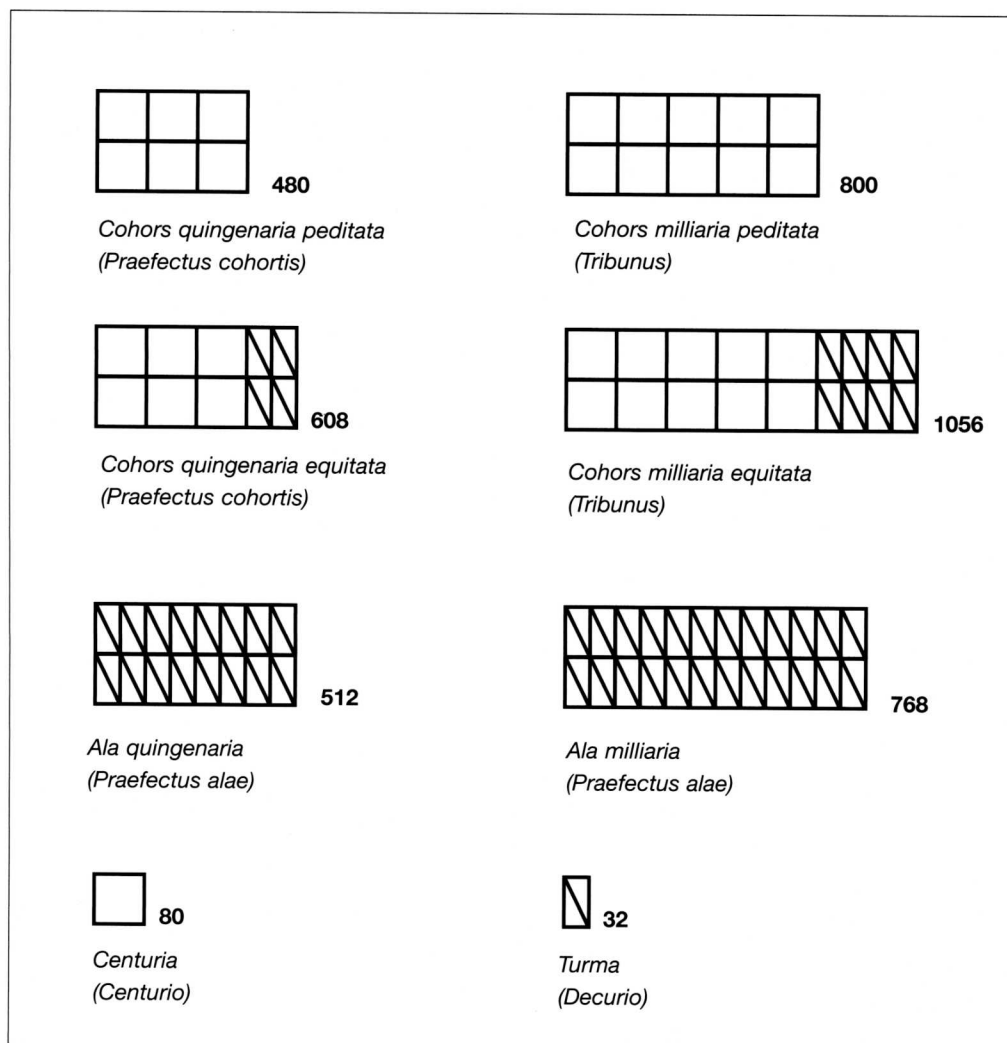 480
Cohors quingenaria peditata
(Praefectus cohortis)
800
Cohors milliaria peditata
(Tribunus)
608
Cohors quingenaria equitata
(Praefectus cohortis)
1056
Cohors milliaria equitata
(Tribunus)
512
Ala quingenaria
(Praefectus alae)
768
Ala milliaria
(Praefectus alae)
80
Centuria
(Centurio)
32
Turma
(Decurio)